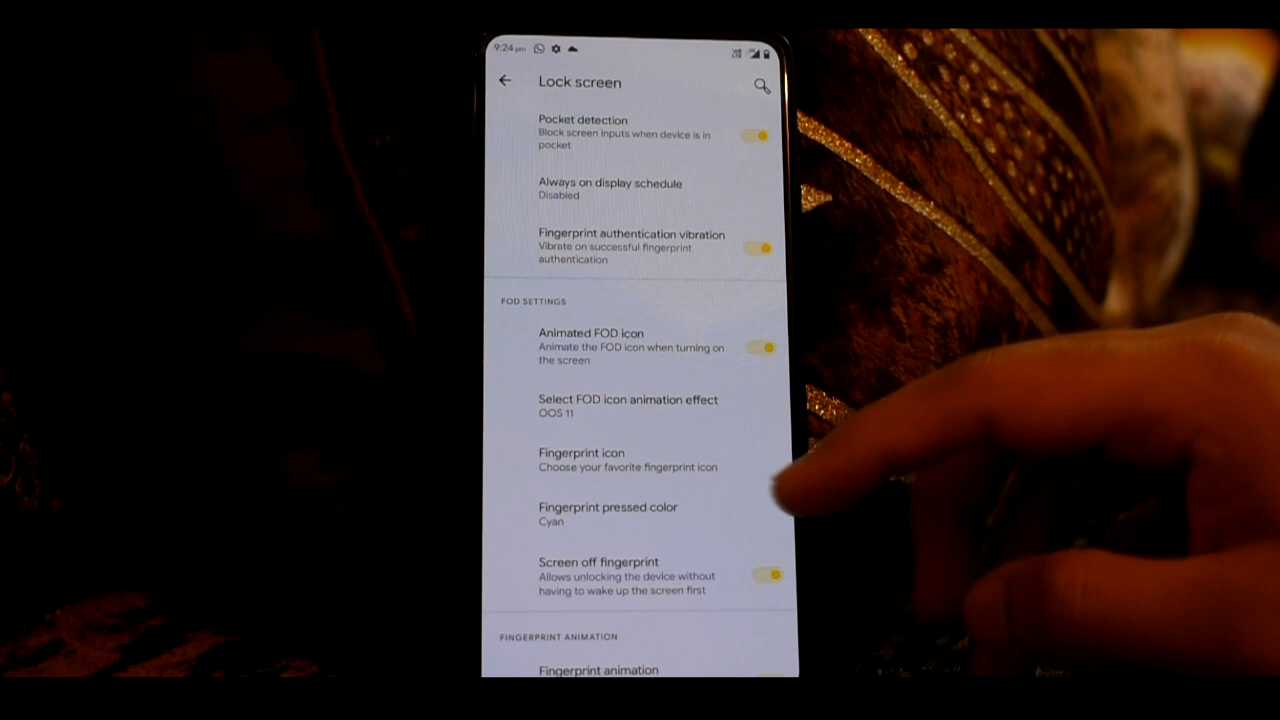 9:24 pm
Lock screen
Pocket detection
Block screen inputs when device is in
pocket
Always on display schedule
Disabled
Fingerprint authentication vibration
Vibrate on successful fingerprint
authentication
FOD SETTINGS
Animated FOD icon
Animate the FOD icon when turning on
the screen
Select FOD icon animation effect
OOS 11
Fingerprint icon
Choose your favorite fingerprint icon
Fingerprint pressed color
Cyan
Screen off fingerprint
Allows unlocking the device without
having to wake up the screen first
FINGERPRINT ANIMATION
Fingerprint animation